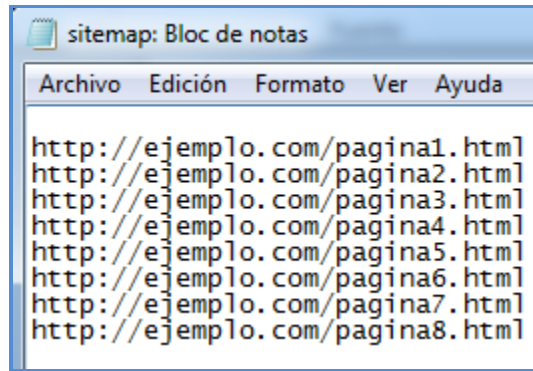 sitemap: Bloc de notas
Archivo Edición Formato Ver Ayuda
http://ejemplo.com/pagina1.html
http://ejemplo.com/pagina2.html
http://ejemplo.com/pagina3.html
http://ejemplo.com/pagina4.html
http://ejemplo.com/pagina5.html
http://ejemplo.com/pagina6.html
http://ejemplo.com/pagina7.html
http://ejemplo.com/pagina8.html